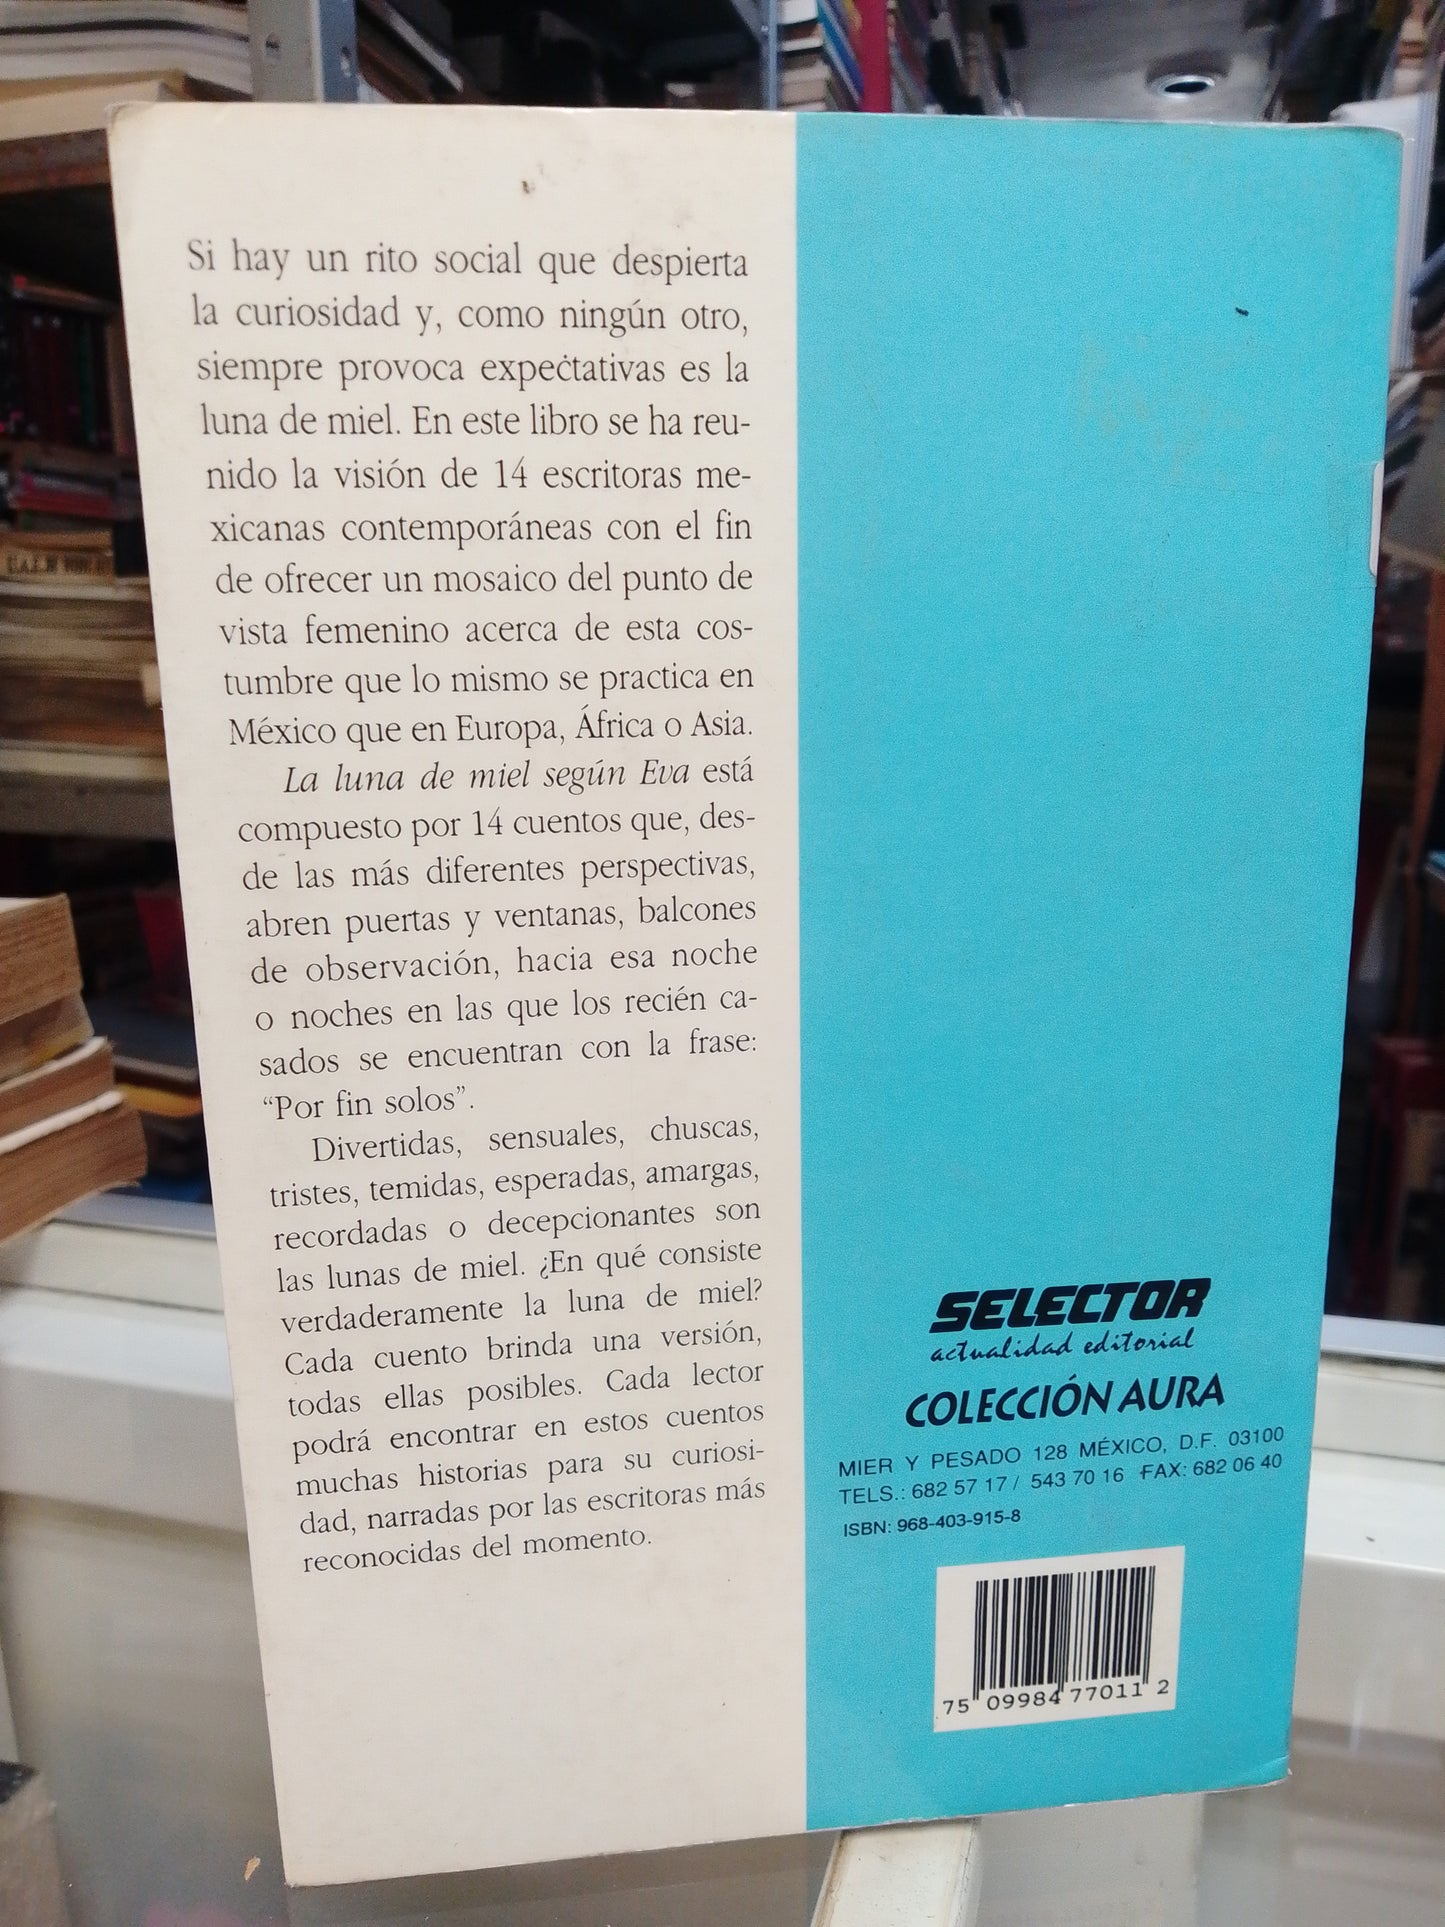 Si hay un rito social que despierta
la curiosidad y, como ningún otro,
siempre provoca expectativas es la
luna de miel. En este libro se ha reu-
nido la visión de 14 escritoras me-
xicanas contemporáneas con el fin
de ofrecer un mosaico del punto de
vista femenino acerca de esta cos-
tumbre que lo mismo se practica en
México que en Europa, África o Asia.
La luna de miel según Eva está
compuesto por 14 cuentos que, des-
de las más diferentes perspectivas,
abren puertas y ventanas, balcones
de observación, hacia esa noche
o noches en las que los recién ca-
sados se encuentran con la frase:
“Por fin solos”.
Divertidas, sensuales, chuscas,
tristes, temidas, esperadas, amargas,
recordadas o decepcionantes son
las lunas de miel. ¿En qué consiste
verdaderamente la luna de miel?
Cada cuento brinda una versión,
todas ellas posibles. Cada lector
podrá encontrar en estos cuentos
muchas historias para su curiosi-
dad, narradas por las escritoras más
reconocidas del momento.
SELECTOR
actualidad editorial
COLECCIÓN AURA
MIER Y PESADO 128 MÉXICO, D.F. 03100
TELS.: 682 57 17 / 543 70 16 FAX: 682 06 40
ISBN: 968-403-915-8
75 09984 77011 2